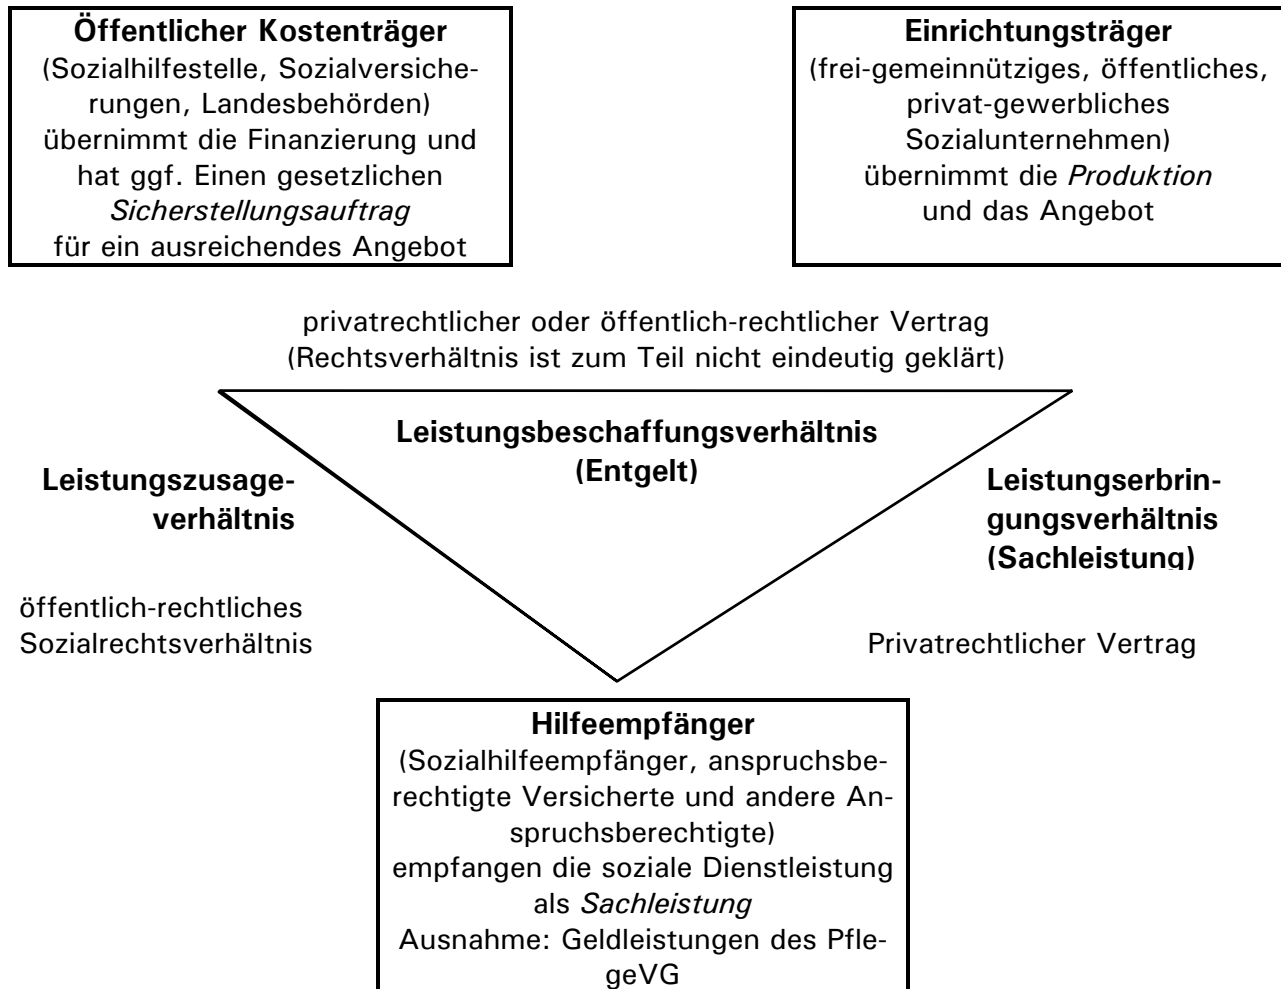 Öffentlicher Kostenträger
(Sozialhilfestelle, Sozialversiche-
rungen, Landesbehörden)
übernimmt die Finanzierung und
hat ggf. Einen gesetzlichen
Sicherstellungsauftrag
für ein ausreichendes Angebot
Einrichtungsträger
(frei-gemeinnütziges, öffentliches,
privat-gewerbliches
Sozialunternehmen)
übernimmt die Produktion
und das Angebot
privatrechtlicher oder öffentlich-rechtlicher Vertrag
(Rechtsverhältnis ist zum Teil nicht eindeutig geklärt)
Leistungsbeschaffungsverhältnis
(Entgelt)
Leistungszusage-
verhältnis
Leistungserbrin-
gungsverhältnis
(Sachleistung)
öffentlich-rechtliches
Sozialrechtsverhältnis
Privatrechtlicher Vertrag
Hilfeempfänger
(Sozialhilfeempfänger, anspruchsbe-
rechtigte Versicherte und andere An-
spruchsberechtigte)
empfangen die soziale Dienstleistung
als Sachleistung
Ausnahme: Geldleistungen des Pfle-
geVG